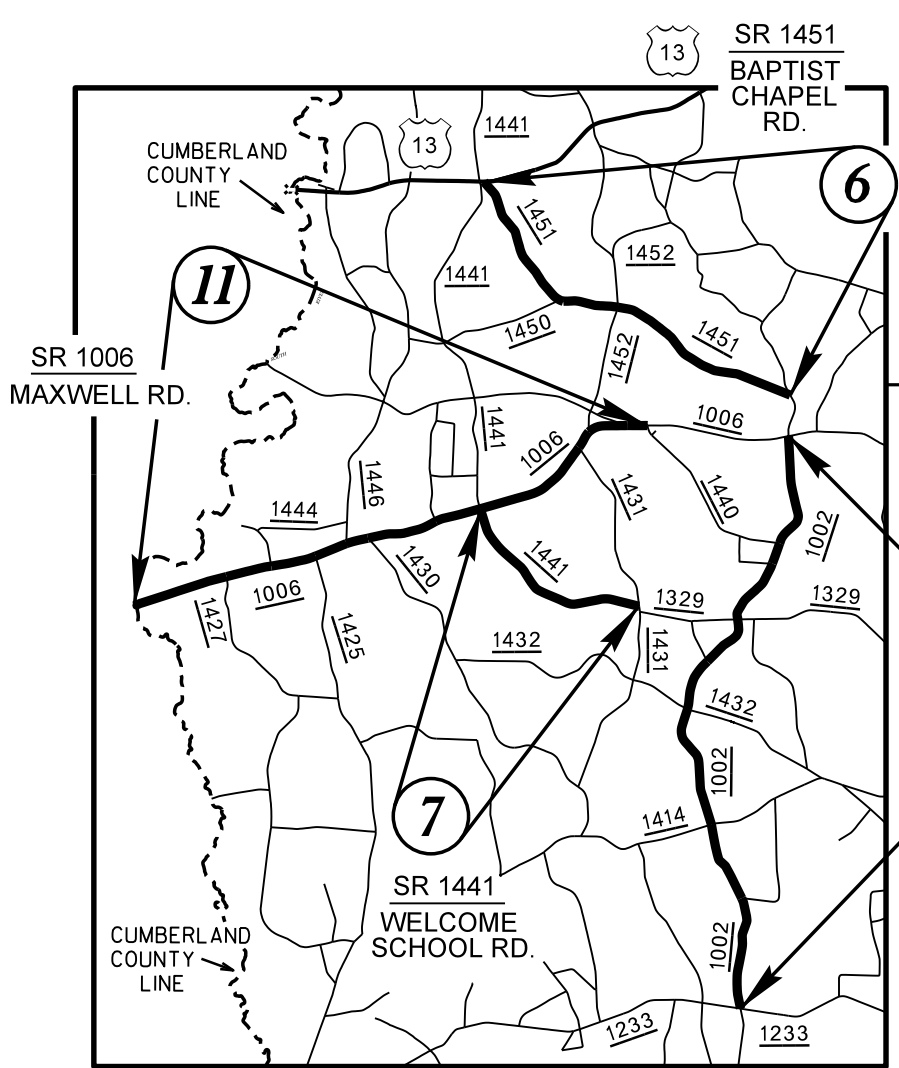 13
SR 1451
BAPTIST
CHAPEL
RD.
1441
13
CUMBERLAND
COUNTY
LINE
6
1451
1452
1441
11
1450
1452
1451
SR 1006
MAXWELL RD.
1006
1441
1006
1446
1431
1440
1444
1002
1430
1441
1006
1329
1329
1427
1425
1432
1431
1432
1002
7
1414
SR 1441
WELCOME
SCHOOL RD.
CUMBERLAND
COUNTY
LINE
1002
1233
1233